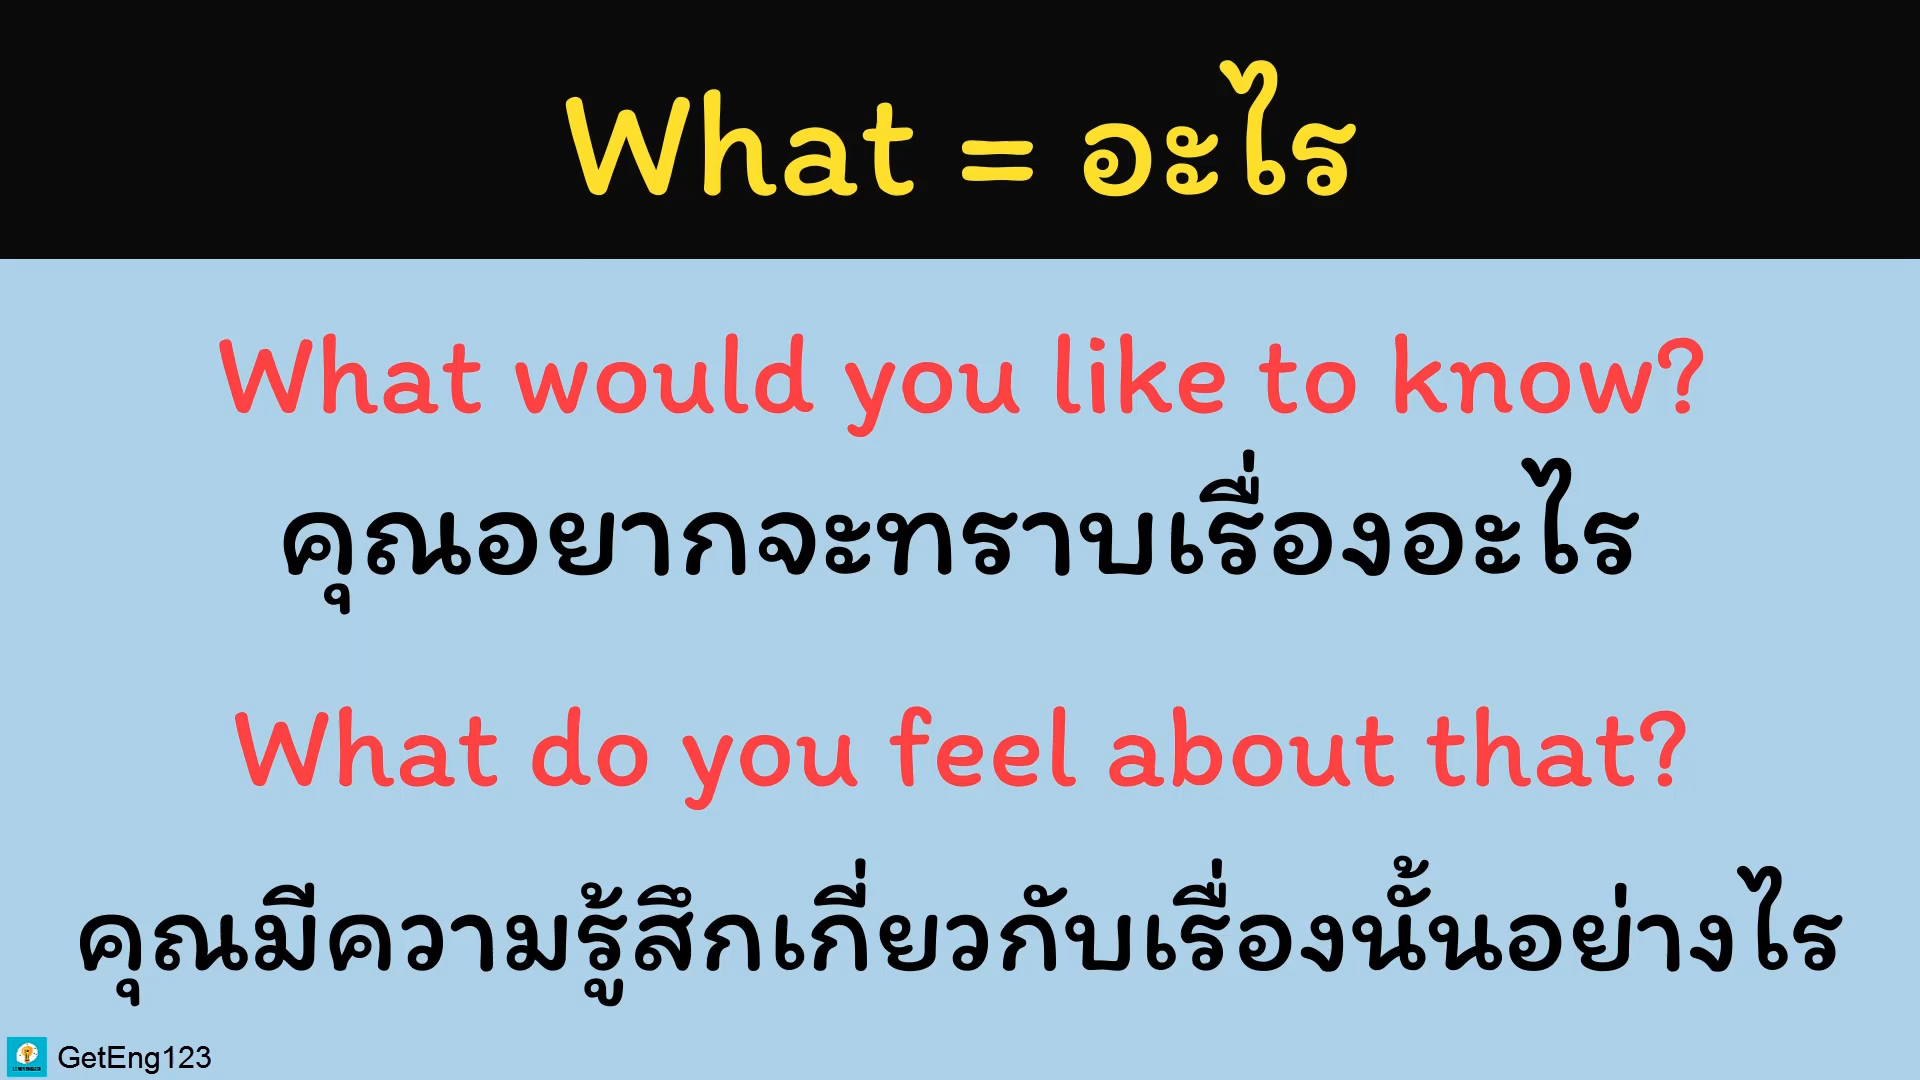 What = อะไร
What would you like to know?
คุณอยากจะทราบเรื่องอะไร
What do you feel about that?
คุณมีความรู้สึกเกี่ยวกับเรื่องนั้นอย่างไร
GetEng123